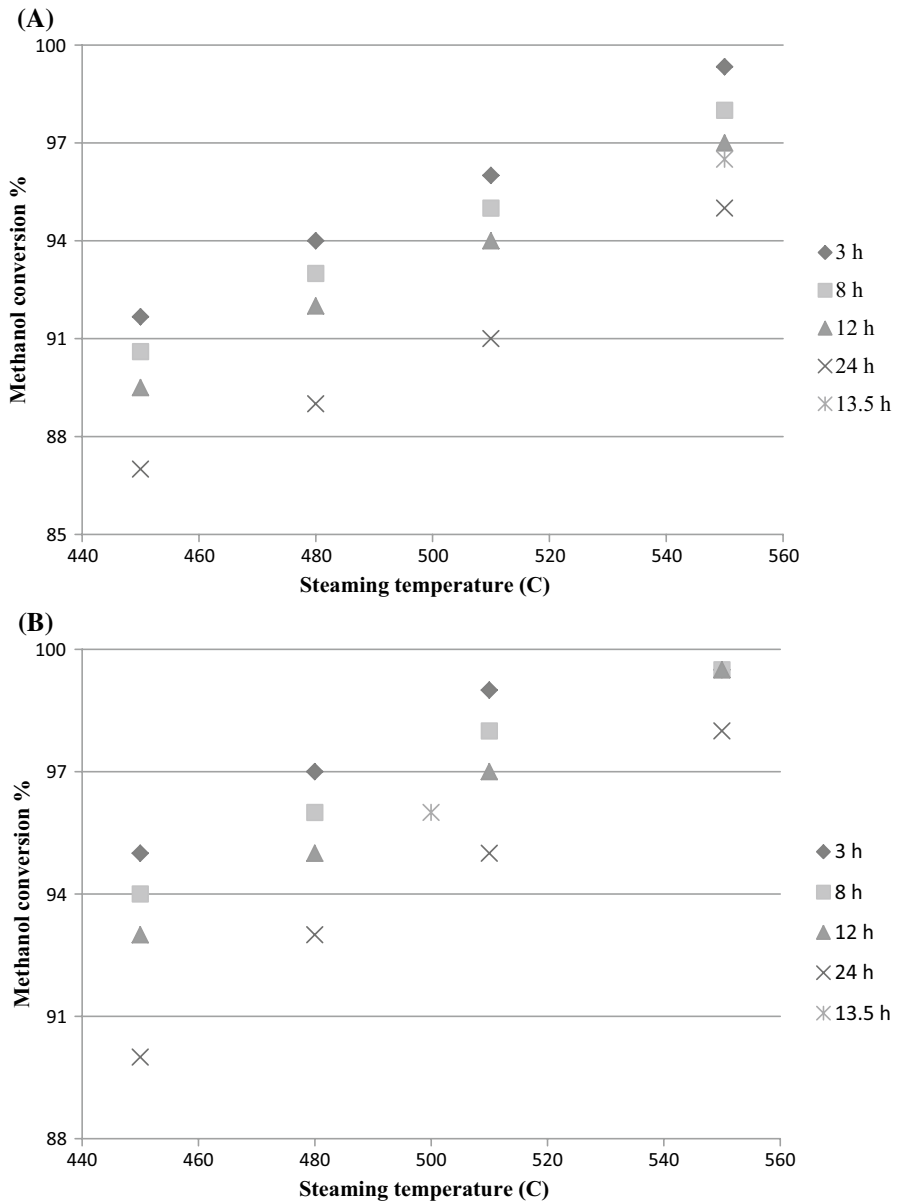 (A)
100
97
94
91
88
85
440 460 480 500 520 540 560
Methanol conversion %
Steaming temperature (C)
3 h
8 h
12 h
24 h
13.5 h
(B)
100
97
94
91
88
440 460 480 500 520 540 560
Methanol conversion %
Steaming temperature (C)
3 h
8 h
12 h
24 h
13.5 h